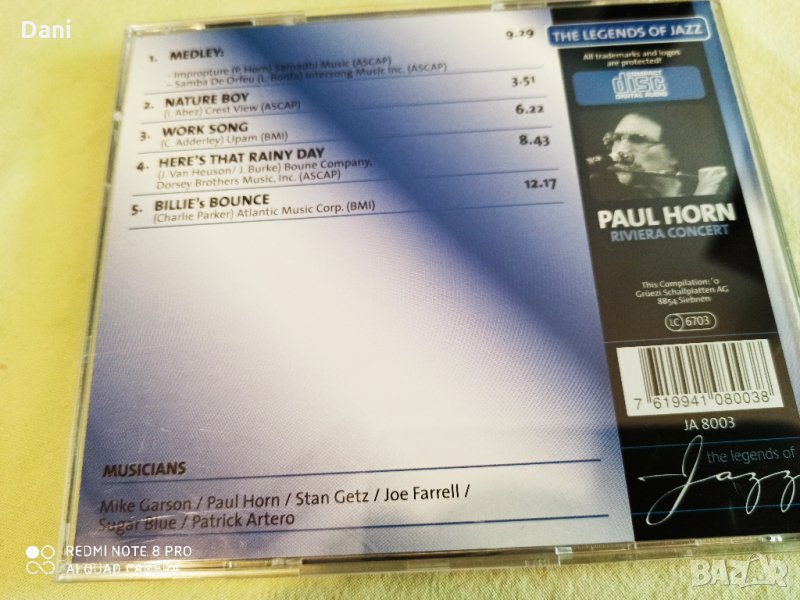 Dani
1. MEDLEY: 9.29
- Impropture (P. Horn) Samadhi Music (ASCAP)
- Samba De Orfeu (L. Bonfa) Intersong Music Inc. (ASCAP)
2. NATURE BOY 3.51
(I. Ahez) Crest View (ASCAP)
3. WORK SONG 6.22
(C. Adderley) Upam (BMI)
4. HERE'S THAT RAINY DAY 8.43
(J. Van Heuson/ J. Burke) Boune Company,
Dorsey Brothers Music, Inc. (ASCAP)
5. BILLIE's BOUNCE 12.17
(Charlie Parker) Atlantic Music Corp. (BMI)
MUSICIANS
Mike Garson / Paul Horn / Stan Getz / Joe Farrell /
Sugar Blue / Patrick Artero
THE LEGENDS OF JAZZ
All trademarks and logos
are protected!
COMPACT
disc
DIGITAL AUDIO
PAUL HORN
RIVIERA CONCERT
This Compilation:
Grüezi Schallplatten AG
8854 Siebnen
LC 6703
7 619941 080038
JA 8003
the legends of
Jazz
REDMI NOTE 8 PRO
AI QUAD CAMERA
BAZAR